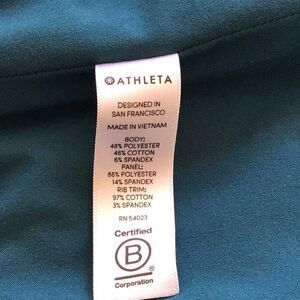 ATHLETA
DESIGNED IN
SAN FRANCISCO
MADE IN VIETNAM
BODY:
48% POLYESTER
46% COTTON
6% SPANDEX
PANEL:
86% POLYESTER
14% SPANDEX
RIB TRIM:
97% COTTON
3% SPANDEX
RN 54023
Certified
B
Corporation